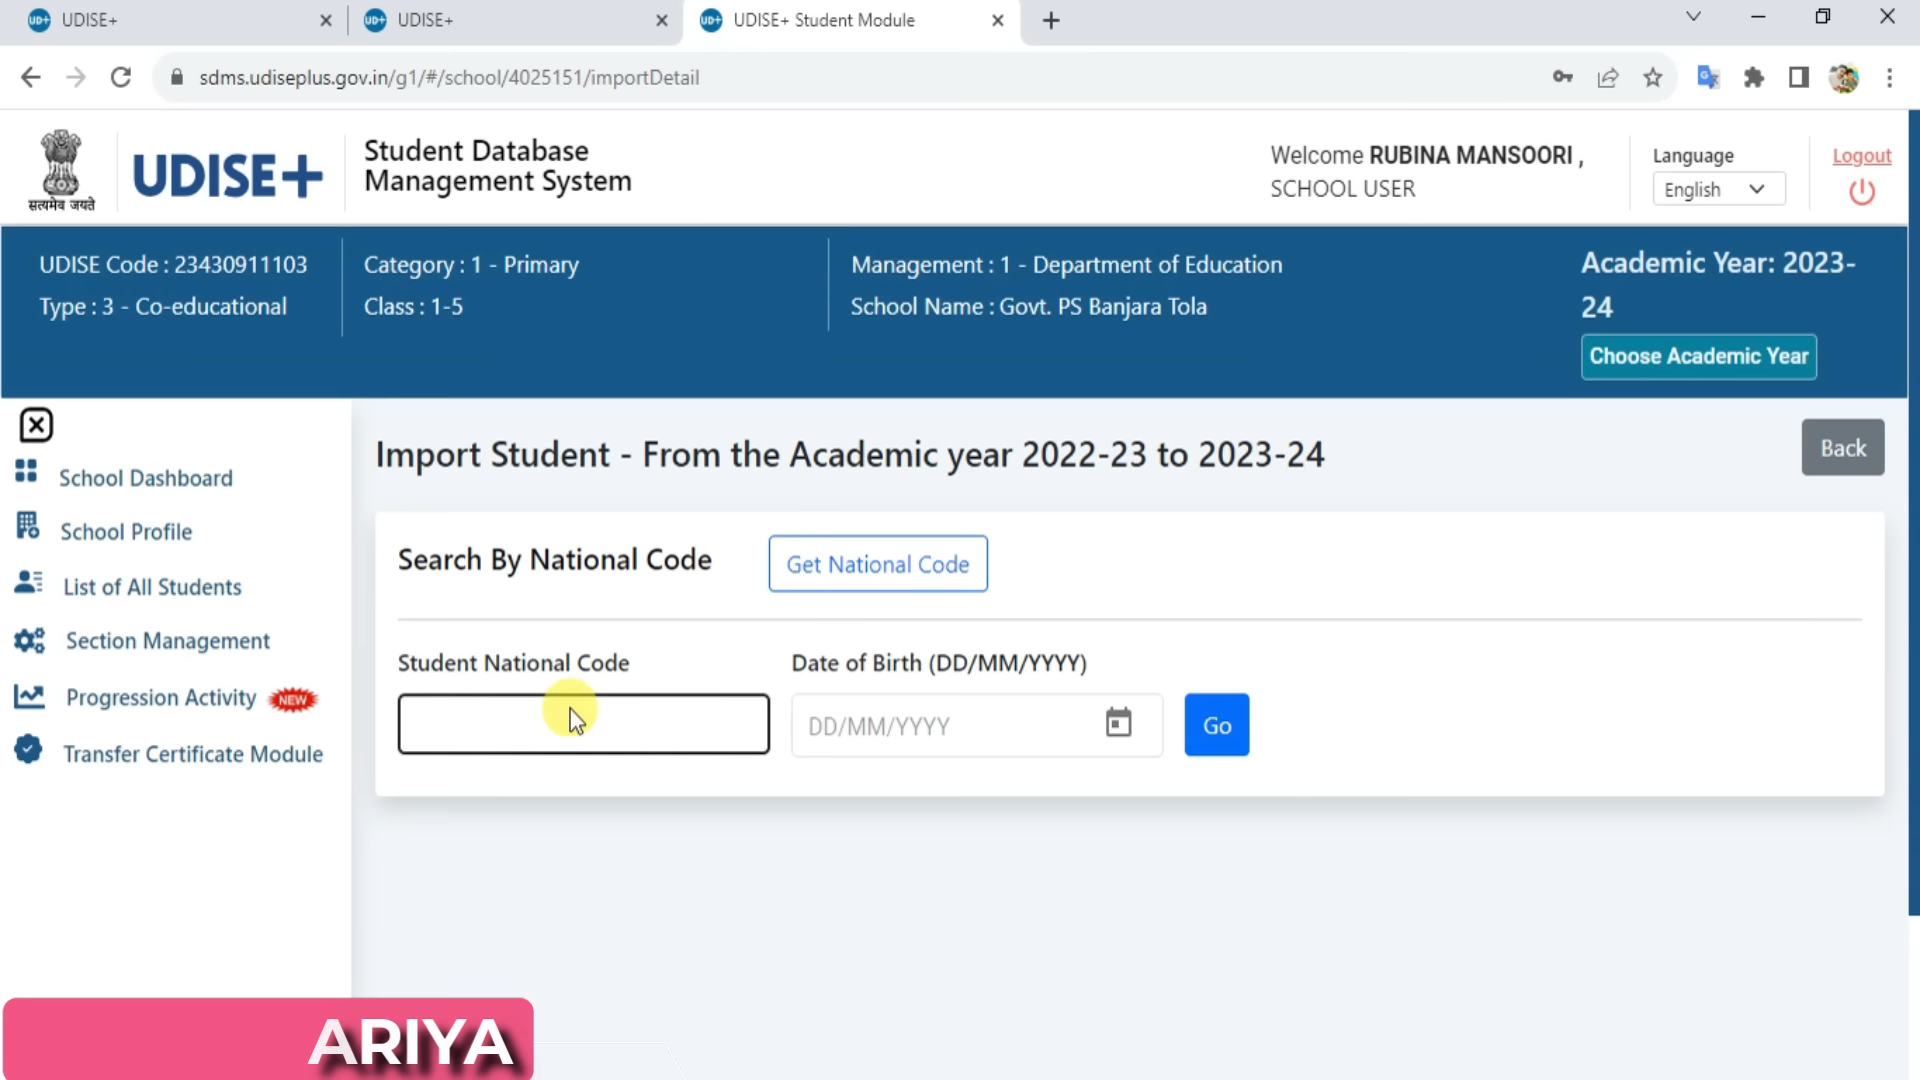 UDISE+
UDISE+
UDISE+ Student Module
sdms.udiseplus.gov.in/g1/#/school/4025151/importDetail
सत्यमेव जयते
UDISE+
Student Database
Management System
Welcome RUBINA MANSOORI ,
SCHOOL USER
Language
English
Logout
UDISE Code : 23430911103
Type : 3 - Co-educational
Category : 1 - Primary
Class : 1-5
Management : 1 - Department of Education
School Name : Govt. PS Banjara Tola
Academic Year: 2023-
24
Choose Academic Year
School Dashboard
School Profile
List of All Students
Section Management
Progression Activity NEW
Transfer Certificate Module
Import Student - From the Academic year 2022-23 to 2023-24
Back
Search By National Code
Get National Code
Student National Code
Date of Birth (DD/MM/YYYY)
DD/MM/YYYY
Go
ARIYA